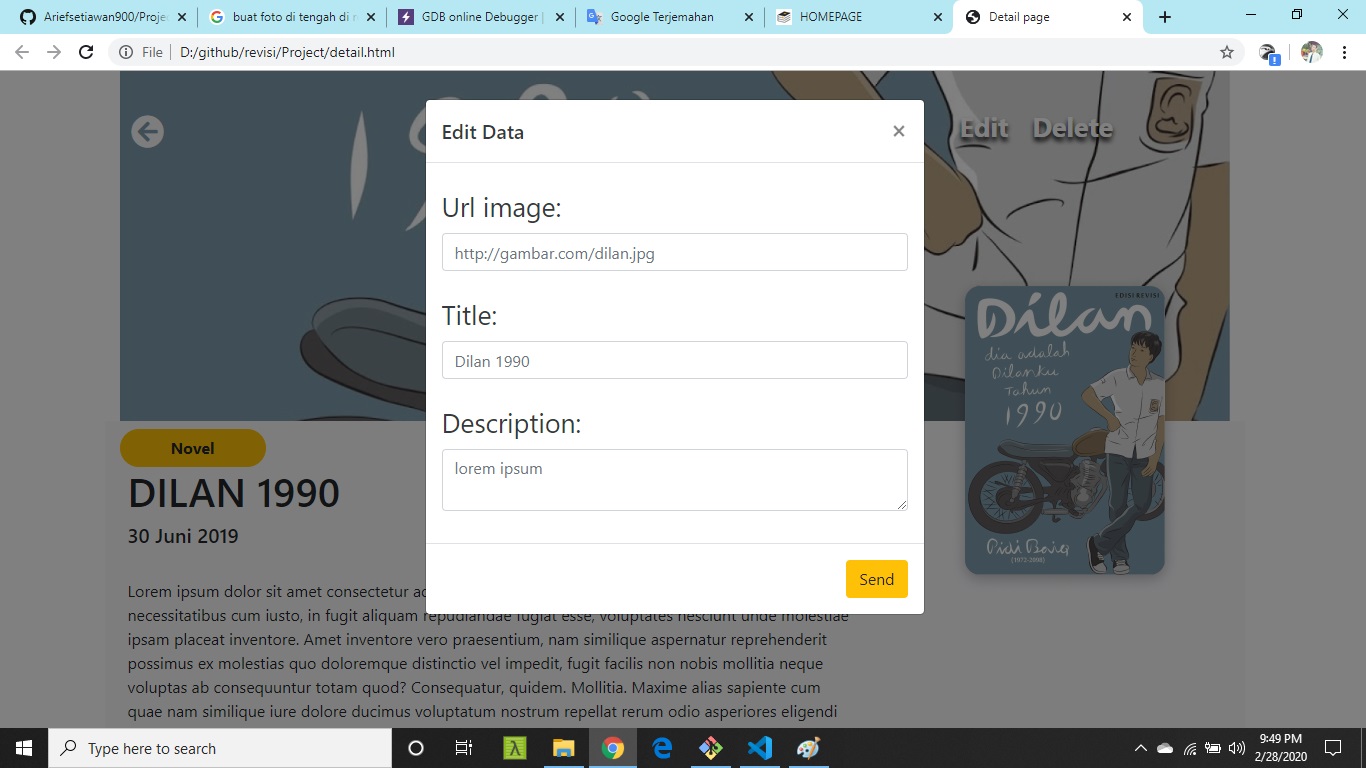 Ariefsetiawan900/Proje
buat foto di tengah di
GDB online Debugger
Google Terjemahan
HOMEPAGE
Detail page
File
D:/github/revisi/Project/detail.html
Edit Data
×
Edit Delete
Url image:
http://gambar.com/dilan.jpg
Title:
Dilan 1990
Description:
lorem ipsum
Send
EDISI REVISI
Dilan
dia adalah
Dilanku
Tahun
1990
Pidi Baiq
(1972-2098)
Novel
DILAN 1990
30 Juni 2019
Lorem ipsum dolor sit amet consectetur
necessitatibus cum iusto, in fugit aliquam repudiandae fugiat esse, voluptates nesciunt unde molestiae
ipsam placeat inventore. Amet inventore vero praesentium, nam similique aspernatur reprehenderit
possimus ex molestias quo doloremque distinctio vel impedit, fugit facilis non nobis mollitia neque
voluptas ab consequuntur totam quod? Consequatur, quidem. Mollitia. Maxime alias sapiente cum
quae nam similique iure dolore ducimus voluptatum nostrum repellat rerum odio asperiores eligendi
Type here to search
9:49 PM
2/28/2020